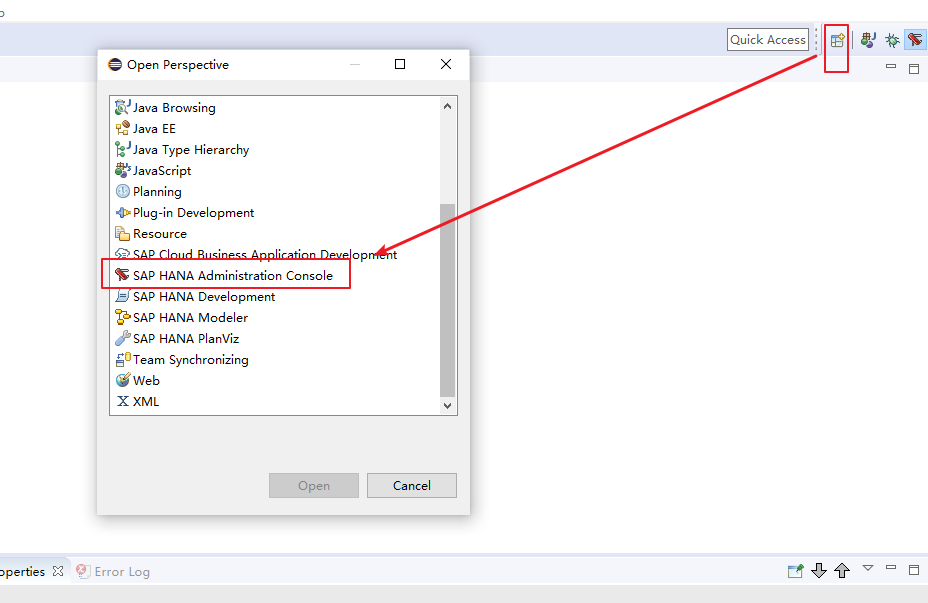 Quick Access
Open Perspective
Java Browsing
Java EE
Java Type Hierarchy
JavaScript
Planning
Plug-in Development
Resource
SAP Cloud Business Application Development
SAP HANA Administration Console
SAP HANA Development
SAP HANA Modeler
SAP HANA PlanViz
Team Synchronizing
Web
XML
Open
Cancel
operties
Error Log